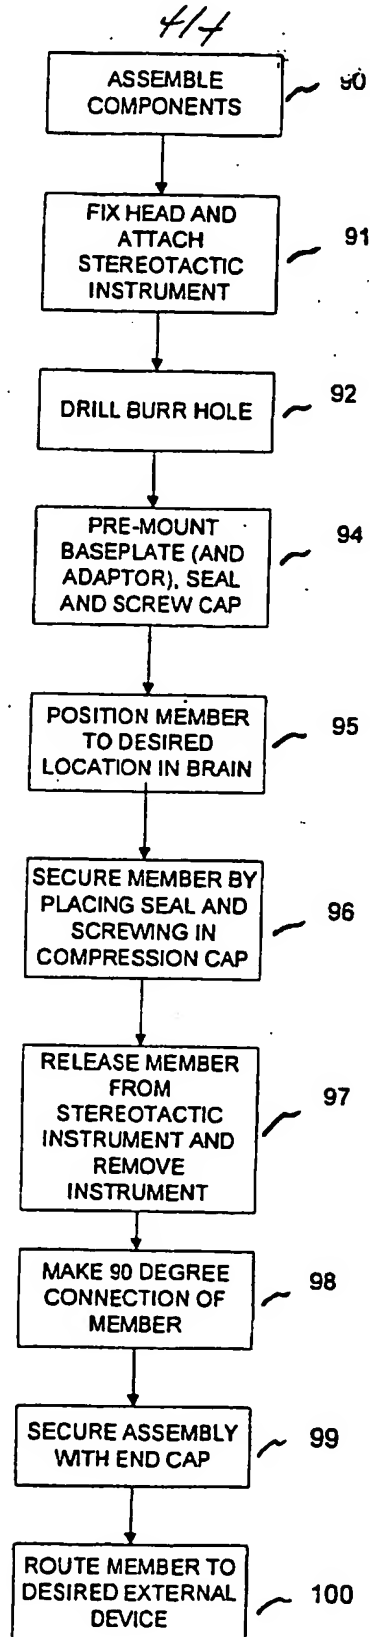 4/4
ASSEMBLE
COMPONENTS
90
FIX HEAD AND
ATTACH
STEREOTACTIC
INSTRUMENT
91
DRILL BURR HOLE
92
PRE-MOUNT
BASEPLATE (AND
ADAPTOR), SEAL
AND SCREW CAP
94
POSITION MEMBER
TO DESIRED
LOCATION IN BRAIN
95
SECURE MEMBER BY
PLACING SEAL AND
SCREWING IN
COMPRESSION CAP
96
RELEASE MEMBER
FROM
STEREOTACTIC
INSTRUMENT AND
REMOVE
INSTRUMENT
97
MAKE 90 DEGREE
CONNECTION OF
MEMBER
98
SECURE ASSEMBLY
WITH END CAP
99
ROUTE MEMBER TO
DESIRED EXTERNAL
DEVICE
100